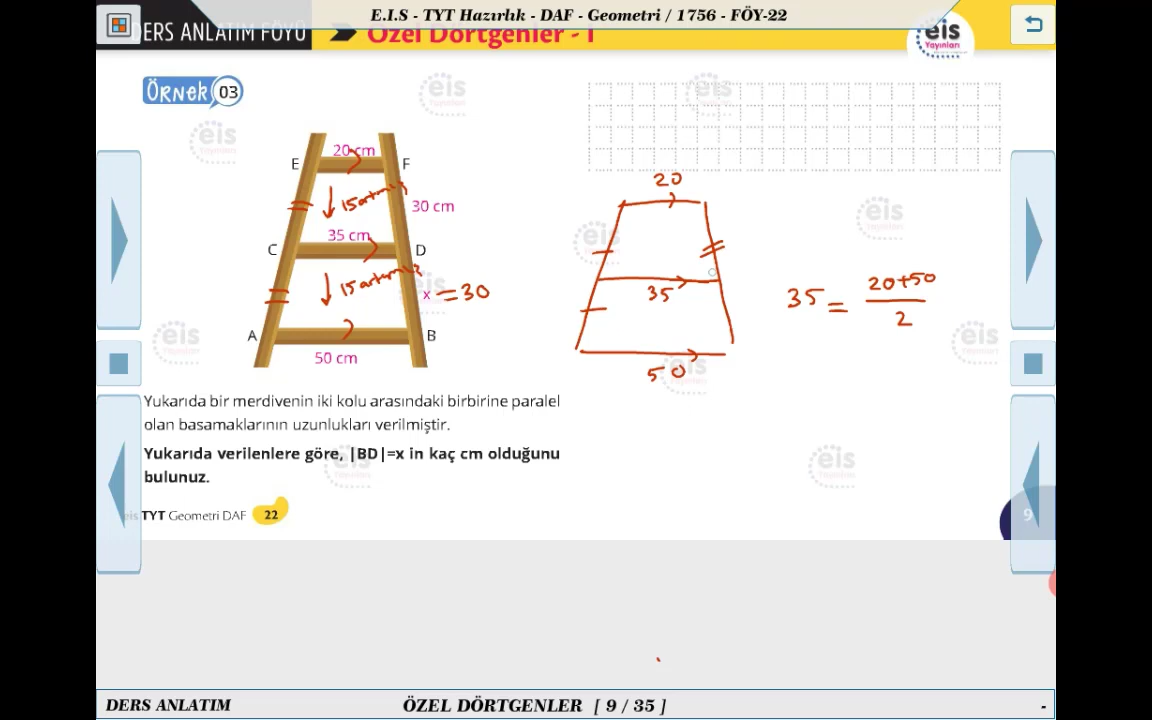 E.I.S - TYT Hazırlık - DAF - Geometri / 1756 - FÖY-22
DERS ANLATIM FÖYÜ
Özel Dörtgenler - I
eis
Yayınları
ÖRNEK 03
20 cm
E
F
15 artmış
30 cm
35 cm
C
D
15 artmış
x = 30
A
B
50 cm
20
35
50
35 = 20+50
2
Yukarıda bir merdivenin iki kolu arasındaki birbirine paralel
olan basamaklarının uzunlukları verilmiştir.
Yukarıda verilenlere göre, |BD|=x in kaç cm olduğunu
bulunuz.
eis TYT Geometri DAF 22
9
DERS ANLATIM
ÖZEL DÖRTGENLER [ 9 / 35 ]
-